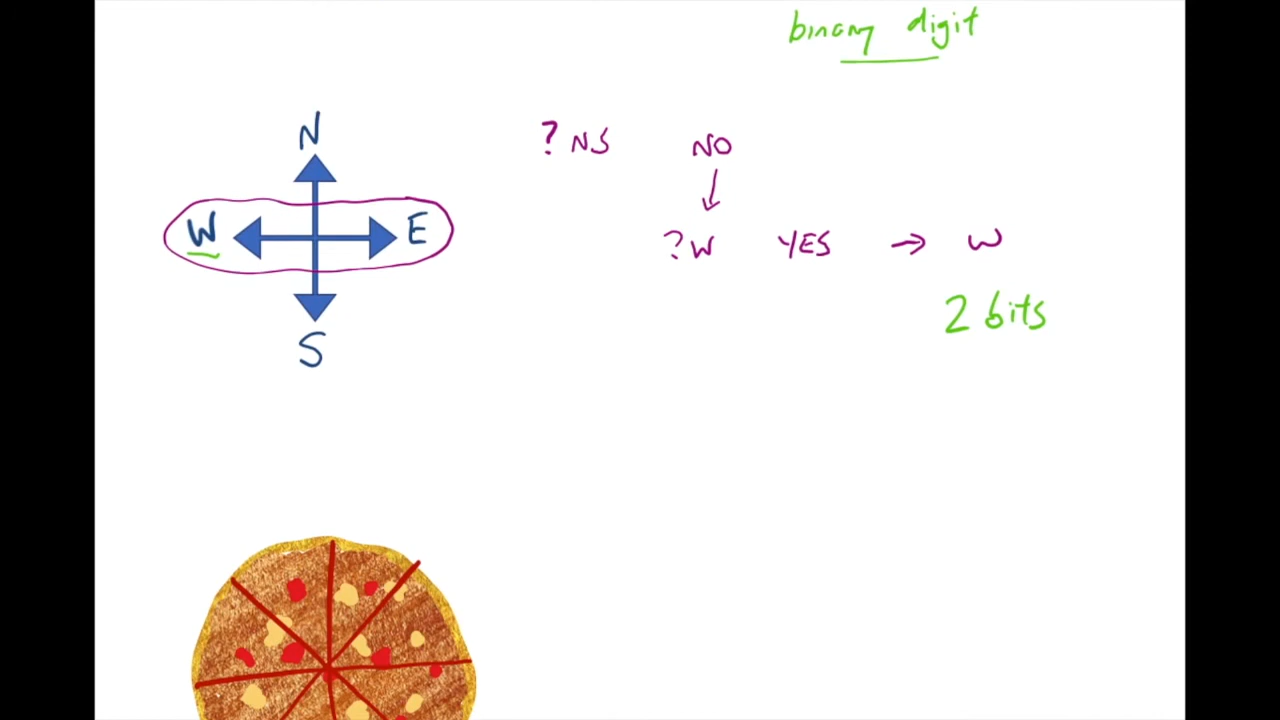 binary digit
N
? NS NO
W E
? W YES → W
2 bits
S